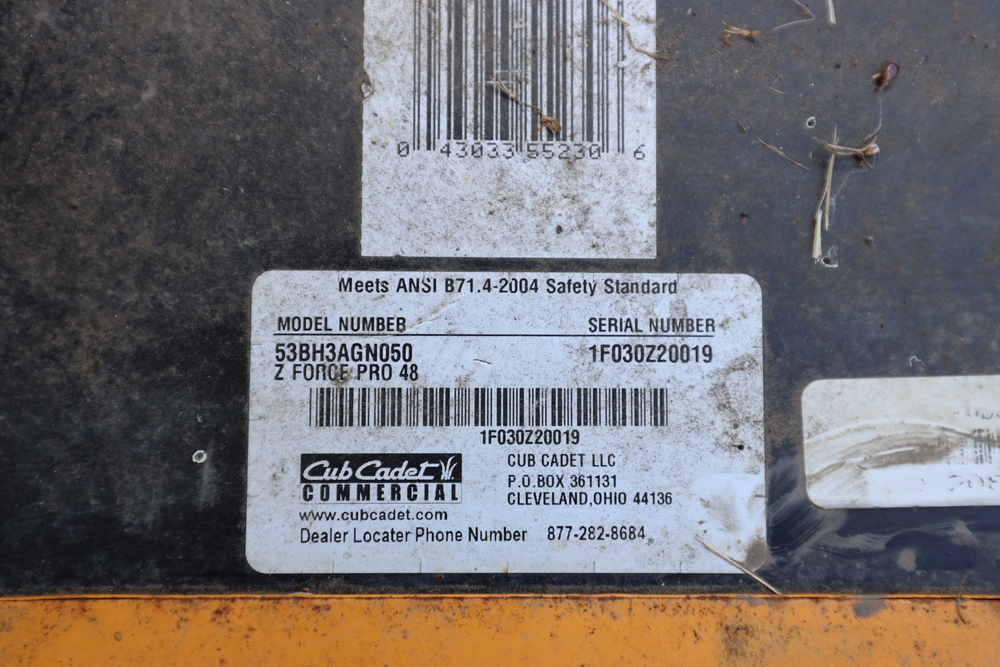 0 43033 55230 6
Meets ANSI B71.4-2004 Safety Standard
MODEL NUMBER SERIAL NUMBER
53BH3AGN050 1F030Z20019
Z FORCE PRO 48
1F030Z20019
Cub Cadet CUB CADET LLC
COMMERCIAL P.O.BOX 361131
CLEVELAND,OHIO 44136
www.cubcadet.com
Dealer Locater Phone Number 877-282-8684